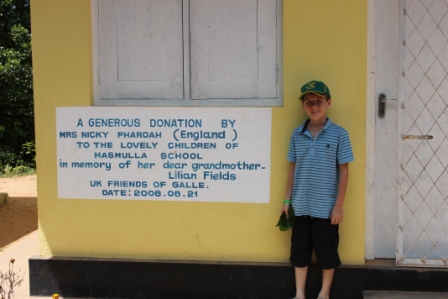 A GENEROUS DONATION BY
MRS NICKY PHAROAH (England)
TO THE LOVELY CHILDREN OF
HASMULLA SCHOOL
in memory of her dear grandmother-
Lilian Fields
UK FRIENDS OF GALLE.
DATE: 2008.06.21